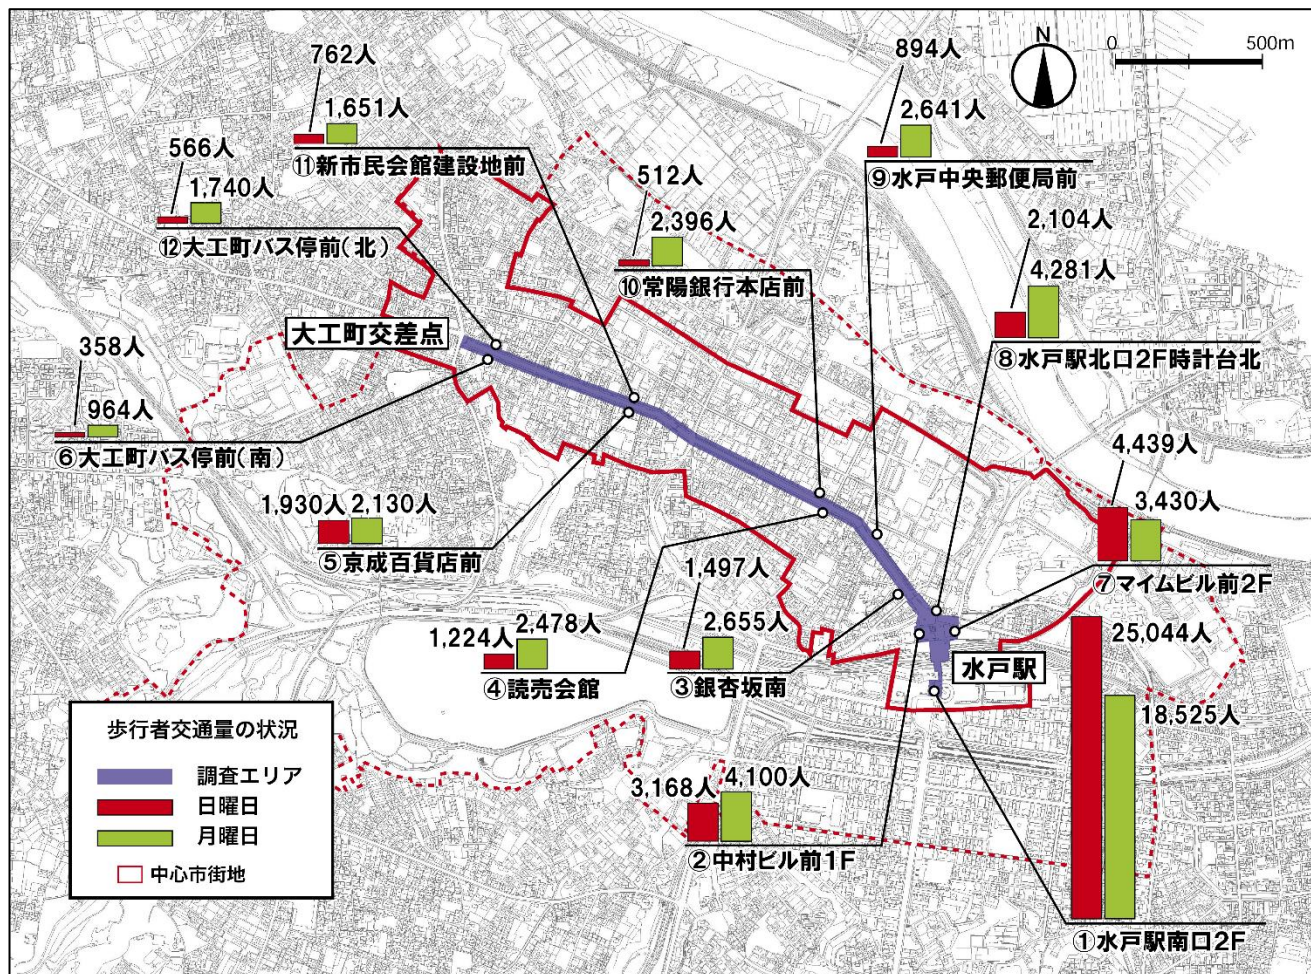 N
0 500m
762人
1,651人
⑪新市民会館建設地前
894人
2,641人
⑨水戸中央郵便局前
566人
1,740人
⑫大工町バス停前(北)
512人
2,396人
⑩常陽銀行本店前
2,104人
4,281人
⑧水戸駅北口2F時計台北
大工町交差点
358人
964人
⑥大工町バス停前(南)
4,439人
3,430人
⑦マイムビル前2F
1,930人 2,130人
⑤京成百貨店前
1,497人
2,655人
③銀杏坂南
1,224人 2,478人
④読売会館
水戸駅
25,044人
18,525人
①水戸駅南口2F
3,168人 4,100人
②中村ビル前1F
歩行者交通量の状況
調査エリア
日曜日
月曜日
中心市街地